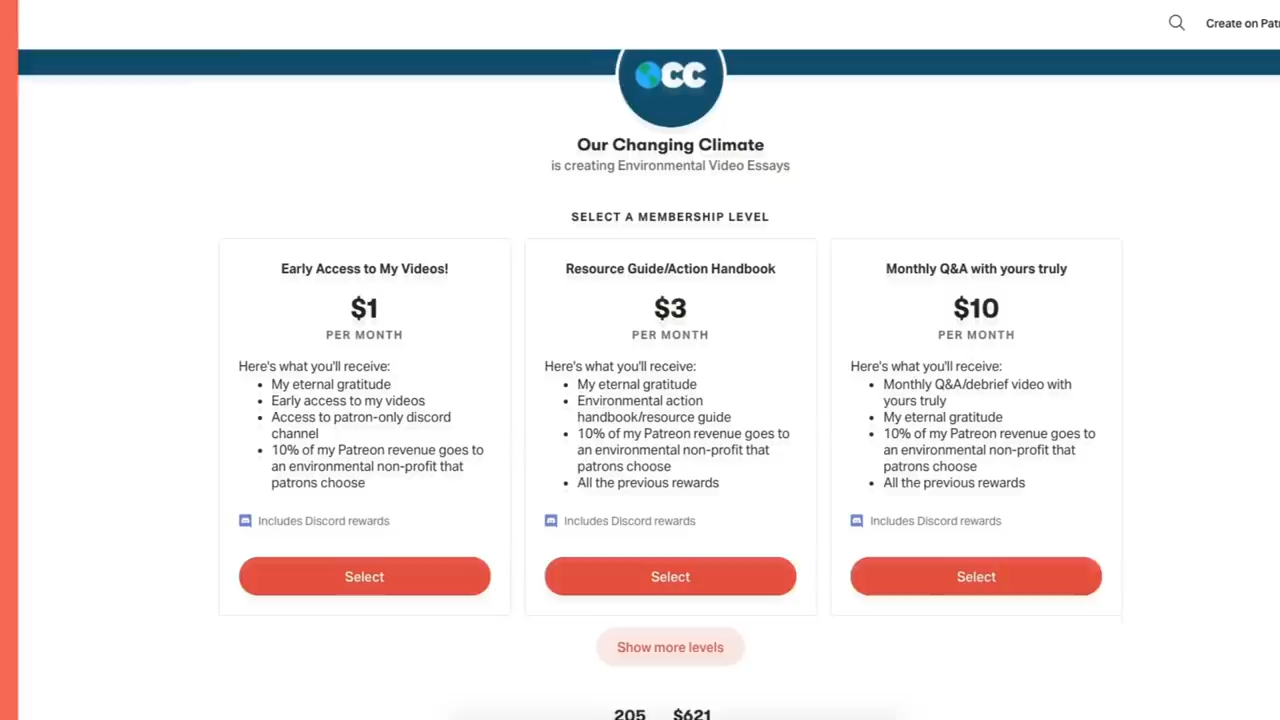 Create on Pat
CC
Our Changing Climate
is creating Environmental Video Essays
SELECT A MEMBERSHIP LEVEL
Early Access to My Videos!
$1
PER MONTH
Here's what you'll receive:
My eternal gratitude
Early access to my videos
Access to patron-only discord
channel
10% of my Patreon revenue goes to
an environmental non-profit that
patrons choose
Includes Discord rewards
Select
Resource Guide/Action Handbook
$3
PER MONTH
Here's what you'll receive:
My eternal gratitude
Environmental action
handbook/resource guide
10% of my Patreon revenue goes to
an environmental non-profit that
patrons choose
All the previous rewards
Includes Discord rewards
Select
Monthly Q&A with yours truly
$10
PER MONTH
Here's what you'll receive:
Monthly Q&A/debrief video with
yours truly
My eternal gratitude
10% of my Patreon revenue goes to
an environmental non-profit that
patrons choose
All the previous rewards
Includes Discord rewards
Select
Show more levels
205 $621